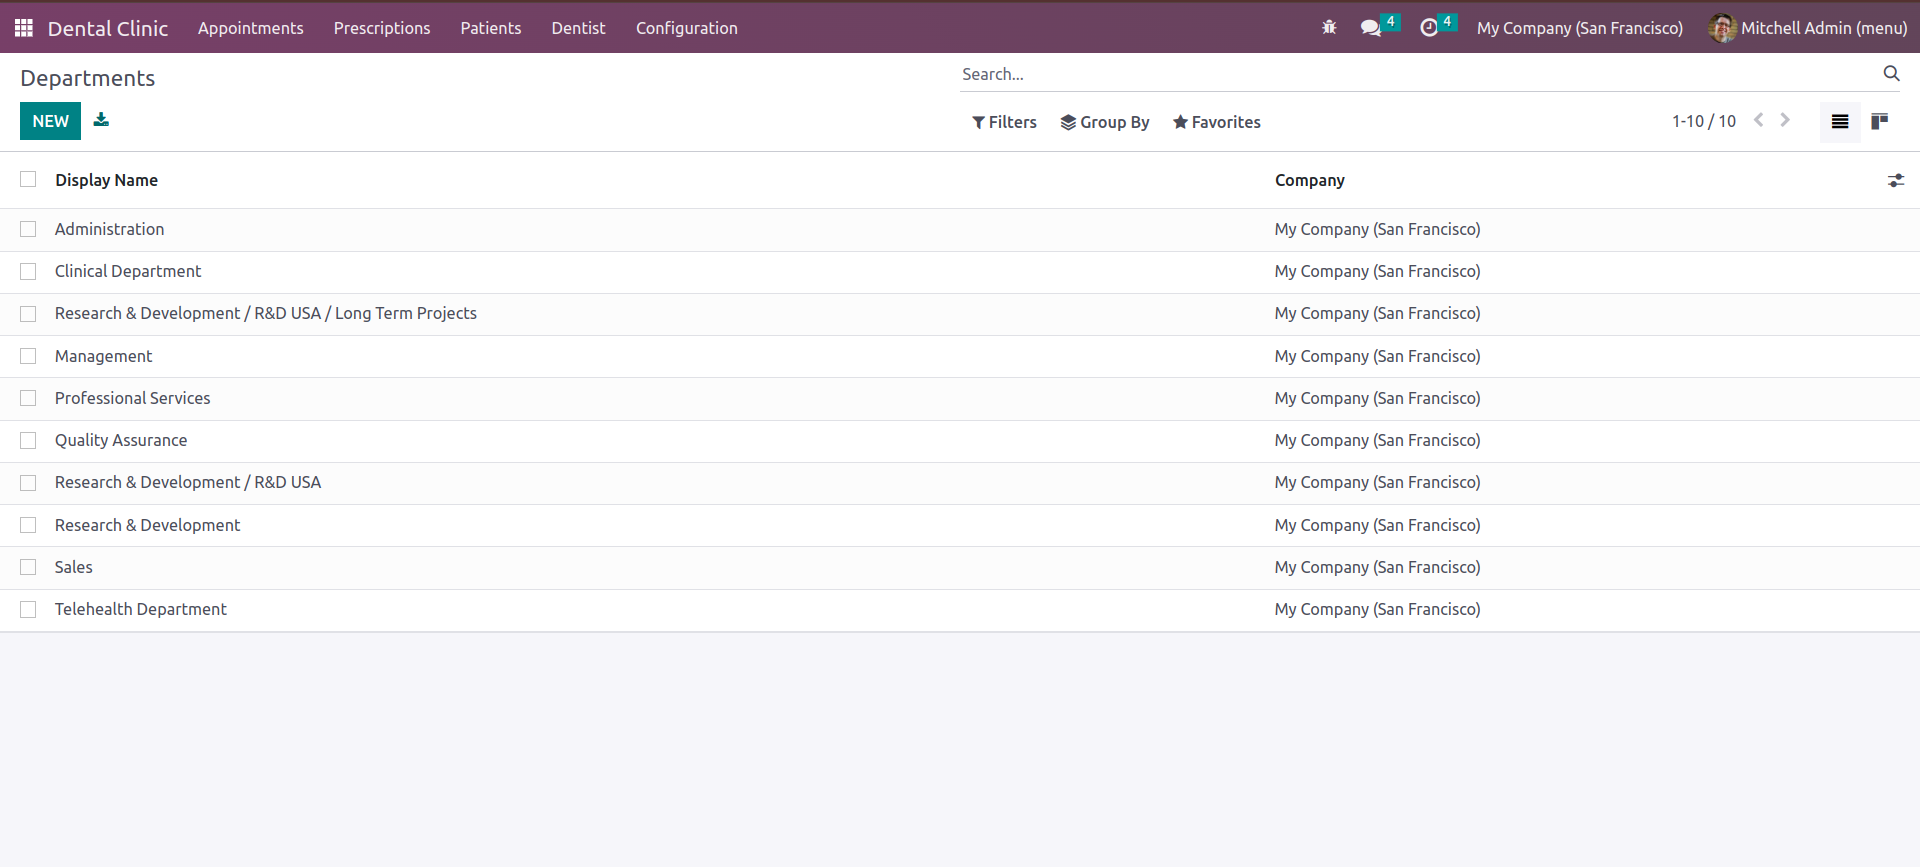 Dental Clinic Appointments Prescriptions Patients Dentist Configuration 4 4 My Company (San Francisco) Mitchell Admin (menu)
Departments Search...
NEW Filters Group By Favorites 1-10 / 10
Display Name Company
Administration My Company (San Francisco)
Clinical Department My Company (San Francisco)
Research & Development / R&D USA / Long Term Projects My Company (San Francisco)
Management My Company (San Francisco)
Professional Services My Company (San Francisco)
Quality Assurance My Company (San Francisco)
Research & Development / R&D USA My Company (San Francisco)
Research & Development My Company (San Francisco)
Sales My Company (San Francisco)
Telehealth Department My Company (San Francisco)